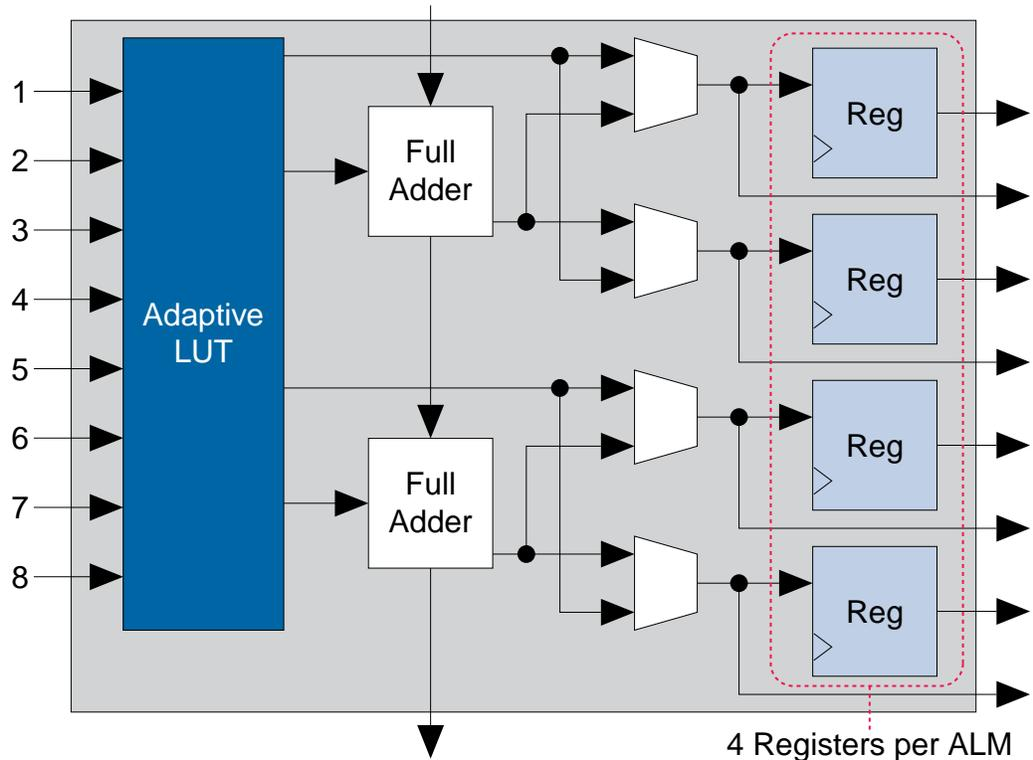 1
2
3
4
5
6
7
8
Adaptive
LUT
Full
Adder
Full
Adder
Reg
Reg
Reg
Reg
4 Registers per ALM